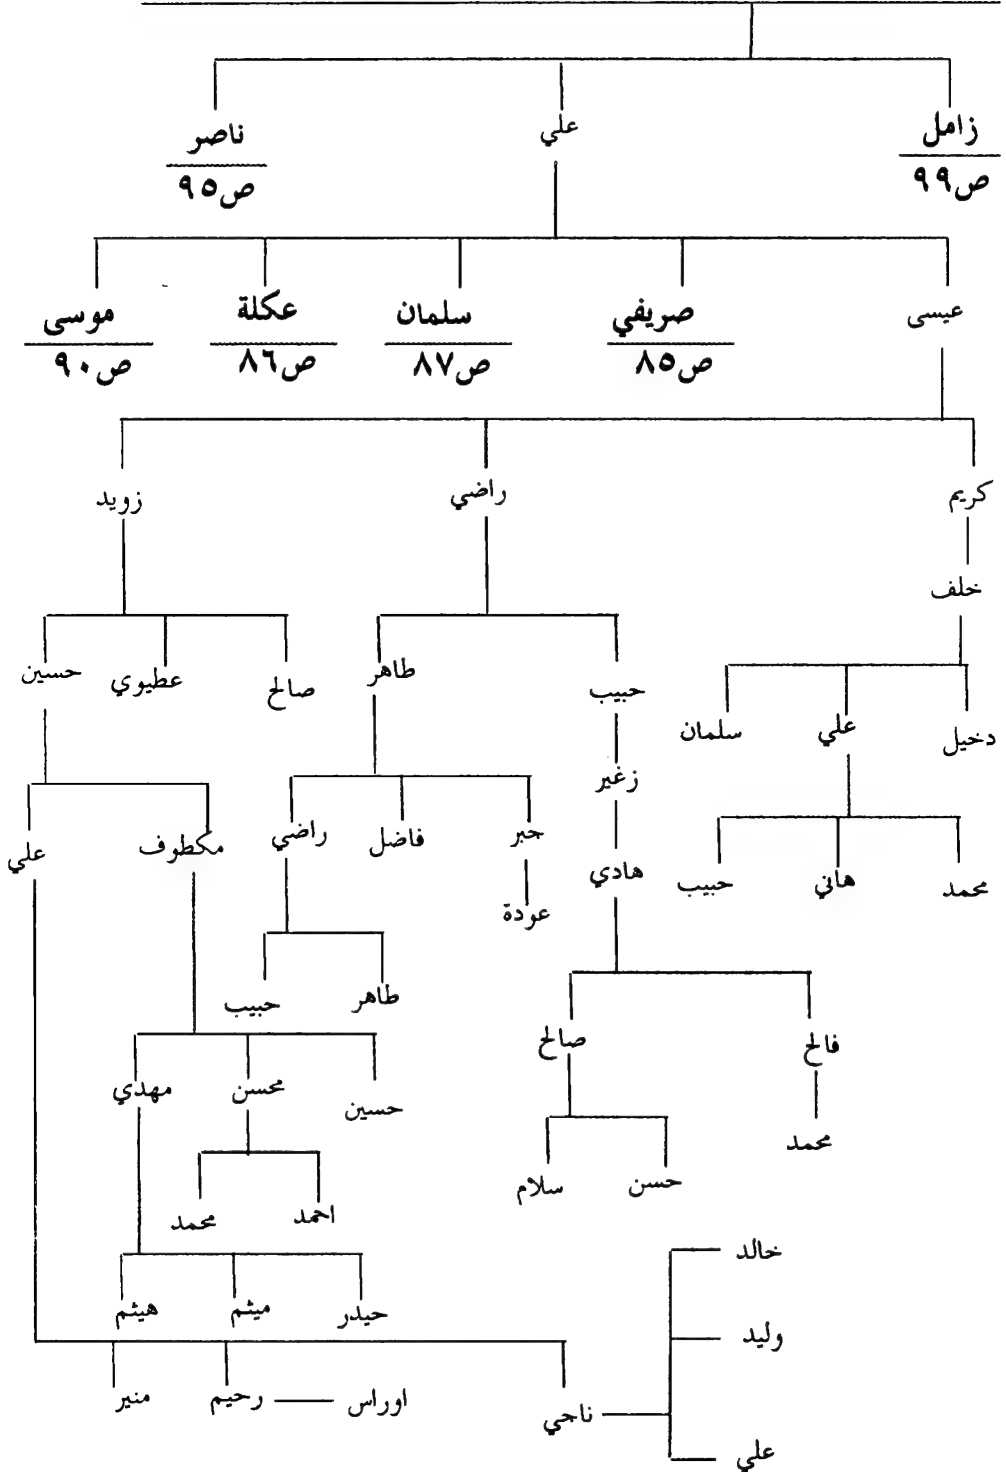 زامل علي ناصر
ص٩٩ ص٩٥
عيسى صريفي سلمان عكلة موسى
ص٨٥ ص٨٧ ص٨٦ ص٩٠
كريم راضي زويد
خلف
حبيب طاهر صالح عطيوي حسين
دخيل علي سلمان
زغير
جبر فاضل راضي مكطوف علي
محمد هاني حبيب هادي
عودة
طاهر حبيب
فالح صالح
حسين محسن مهدي
محمد
حسن سلام
احمد محمد
خالد
حيدر ميثم هيثم
وليد
اوراس رحيم منير
ناجي
علي